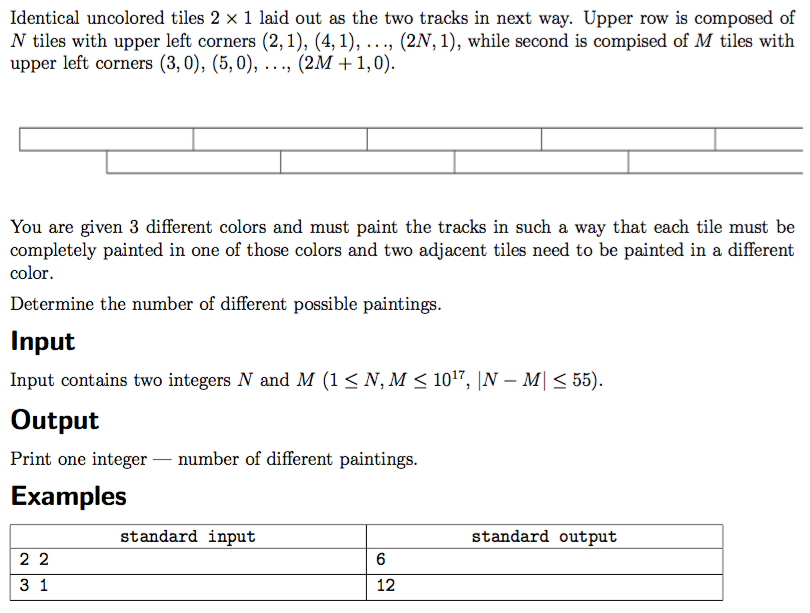 Identical uncolored tiles 2 × 1 laid out as the two tracks in next way. Upper row is composed of
N tiles with upper left corners (2, 1), (4, 1), ..., (2N, 1), while second is compised of M tiles with
upper left corners (3, 0), (5, 0), ..., (2M + 1, 0).
You are given 3 different colors and must paint the tracks in such a way that each tile must be
completely painted in one of those colors and two adjacent tiles need to be painted in a different
color.
Determine the number of different possible paintings.
Input
Input contains two integers N and M (1 ≤ N, M ≤ 10^17, |N − M| ≤ 55).
Output
Print one integer — number of different paintings.
Examples
standard input standard output
2 2 6
3 1 12